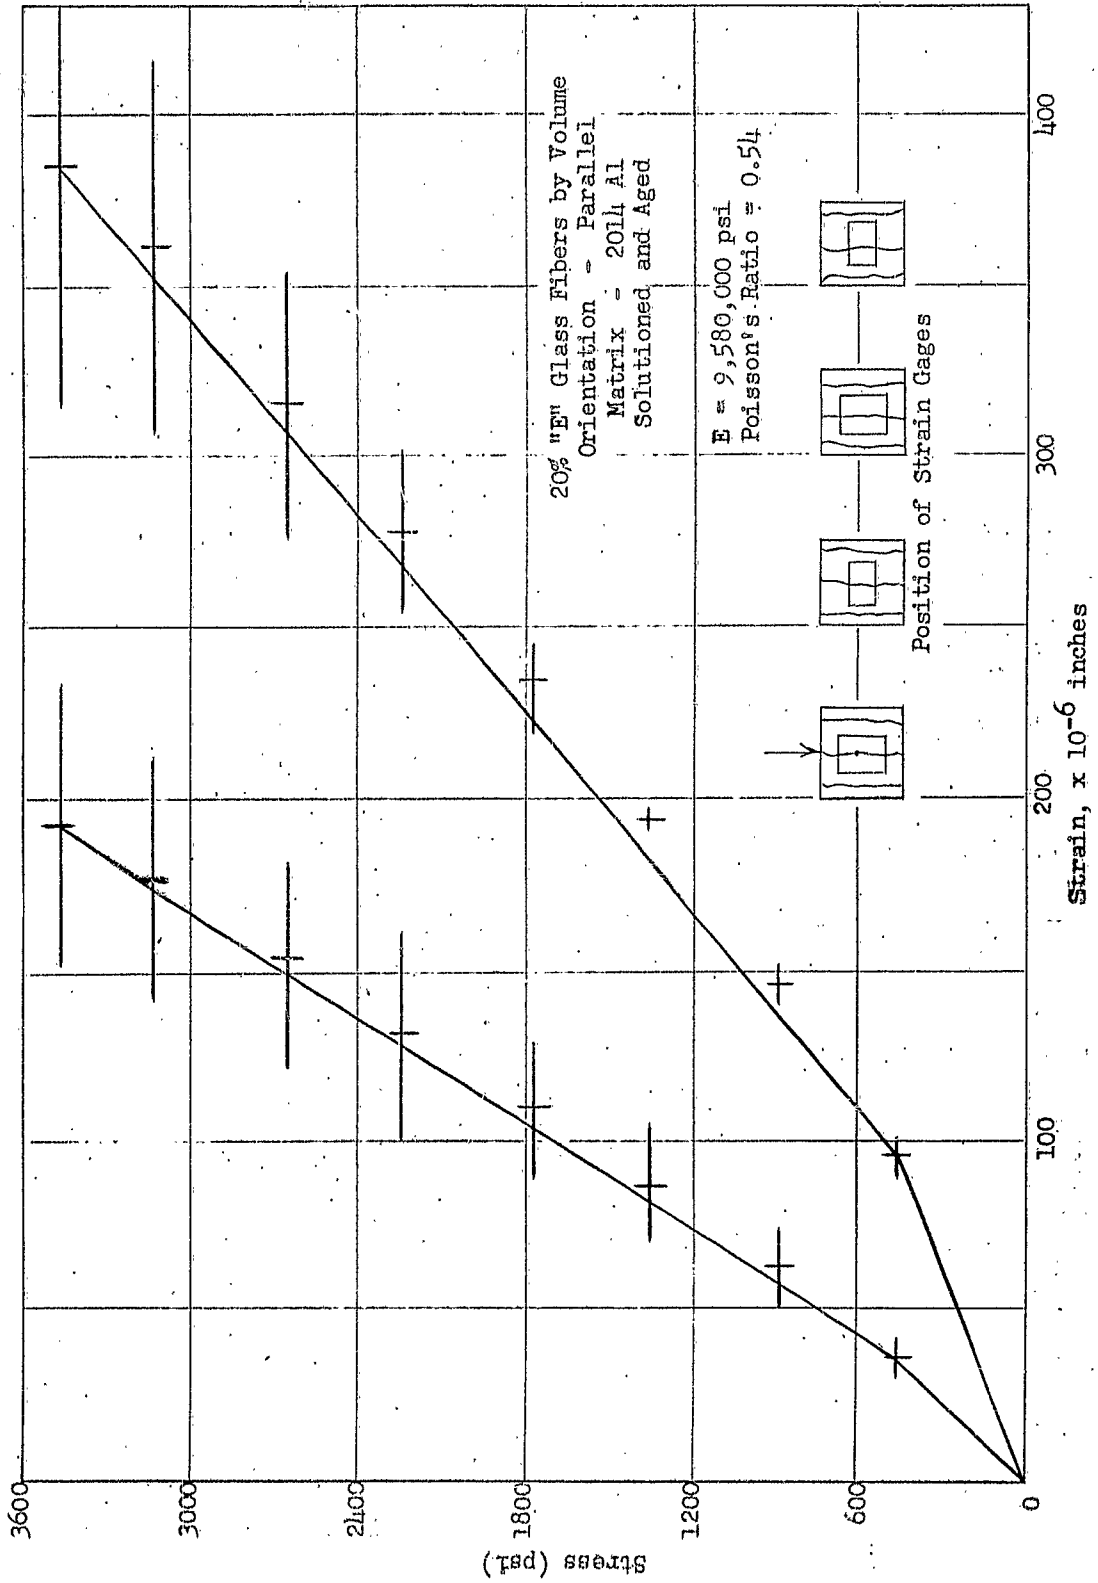 3600
3000
2400
1800
1200
600
0
Stress (psi)
100
200
300
400
Strain, x 10-6 inches
20% "E" Glass Fibers by Volume
Orientation - Parallel
Matrix - 2014 Al
Solutioned and Aged
E = 9,580,000 psi
Poisson's Ratio = 0.54
Position of Strain Gages